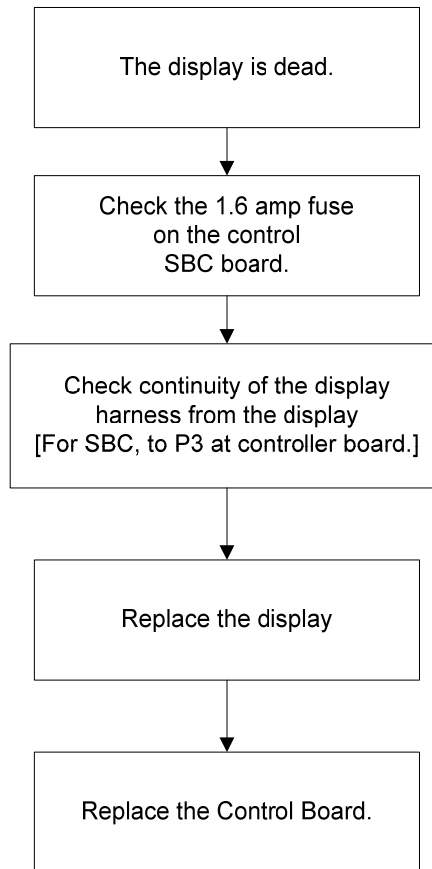 The display is dead.
Check the 1.6 amp fuse
on the control
SBC board.
Check continuity of the display
harness from the display
[For SBC, to P3 at controller board.]
Replace the display
Replace the Control Board.